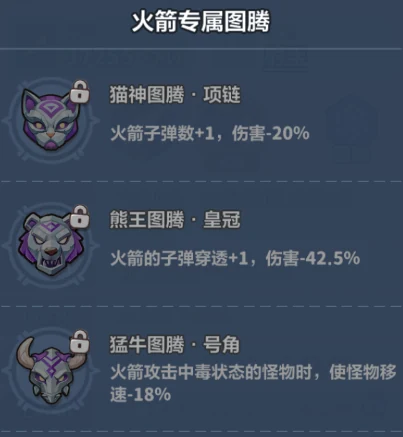 火箭专属图腾
猫神图腾·项链
火箭子弹数+1，伤害-20%
熊王图腾·皇冠
火箭的子弹穿透+1，伤害-42.5%
猛牛图腾·号角
火箭攻击中毒状态的怪物时，使怪物移
速-18%